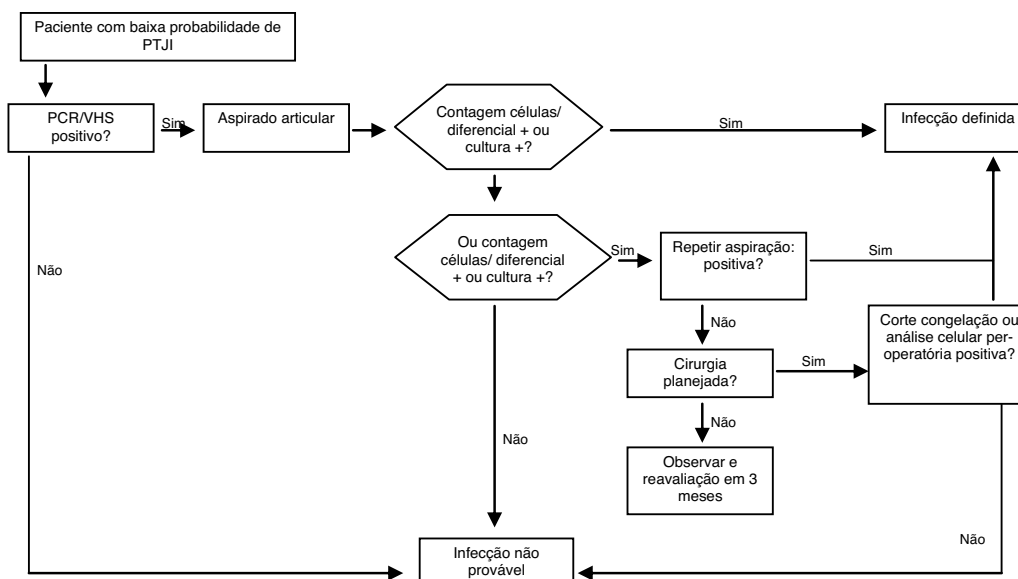 Paciente com baixa probabilidade de
PTJI
PCR/VHS
positivo?
Sim
Aspirado articular
Contagem células/
diferencial + ou
cultura +?
Sim
Infecção definida
Não
Ou contagem
células/ diferencial
+ ou cultura +?
Sim
Repetir aspiração:
positiva?
Sim
Não
Corte congelação ou
análise celular per-
operatória positiva?
Cirurgia
planejada?
Sim
Não
Não
Observar e
reavaliação em 3
meses
Não
Infecção não
provável